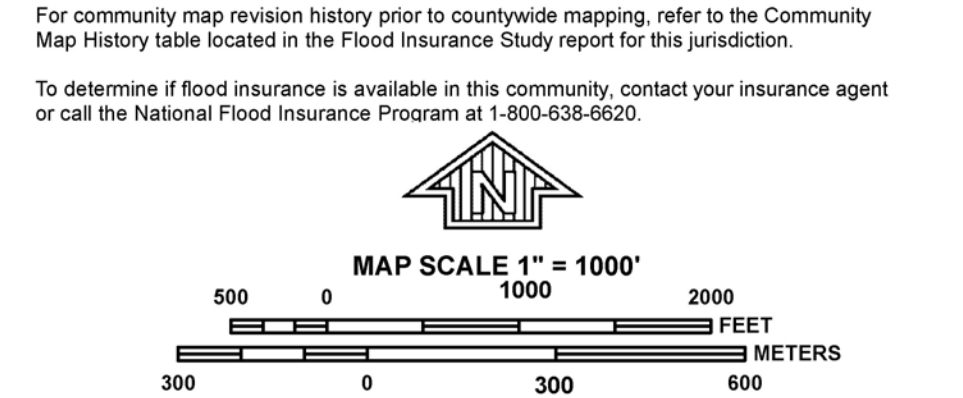 For community map revision history prior to countywide mapping, refer to the Community
Map History table located in the Flood Insurance Study report for this jurisdiction.
To determine if flood insurance is available in this community, contact your insurance agent
or call the National Flood Insurance Program at 1-800-638-6620.
N
MAP SCALE 1" = 1000'
500 0 1000 2000
FEET
METERS
300 0 300 600